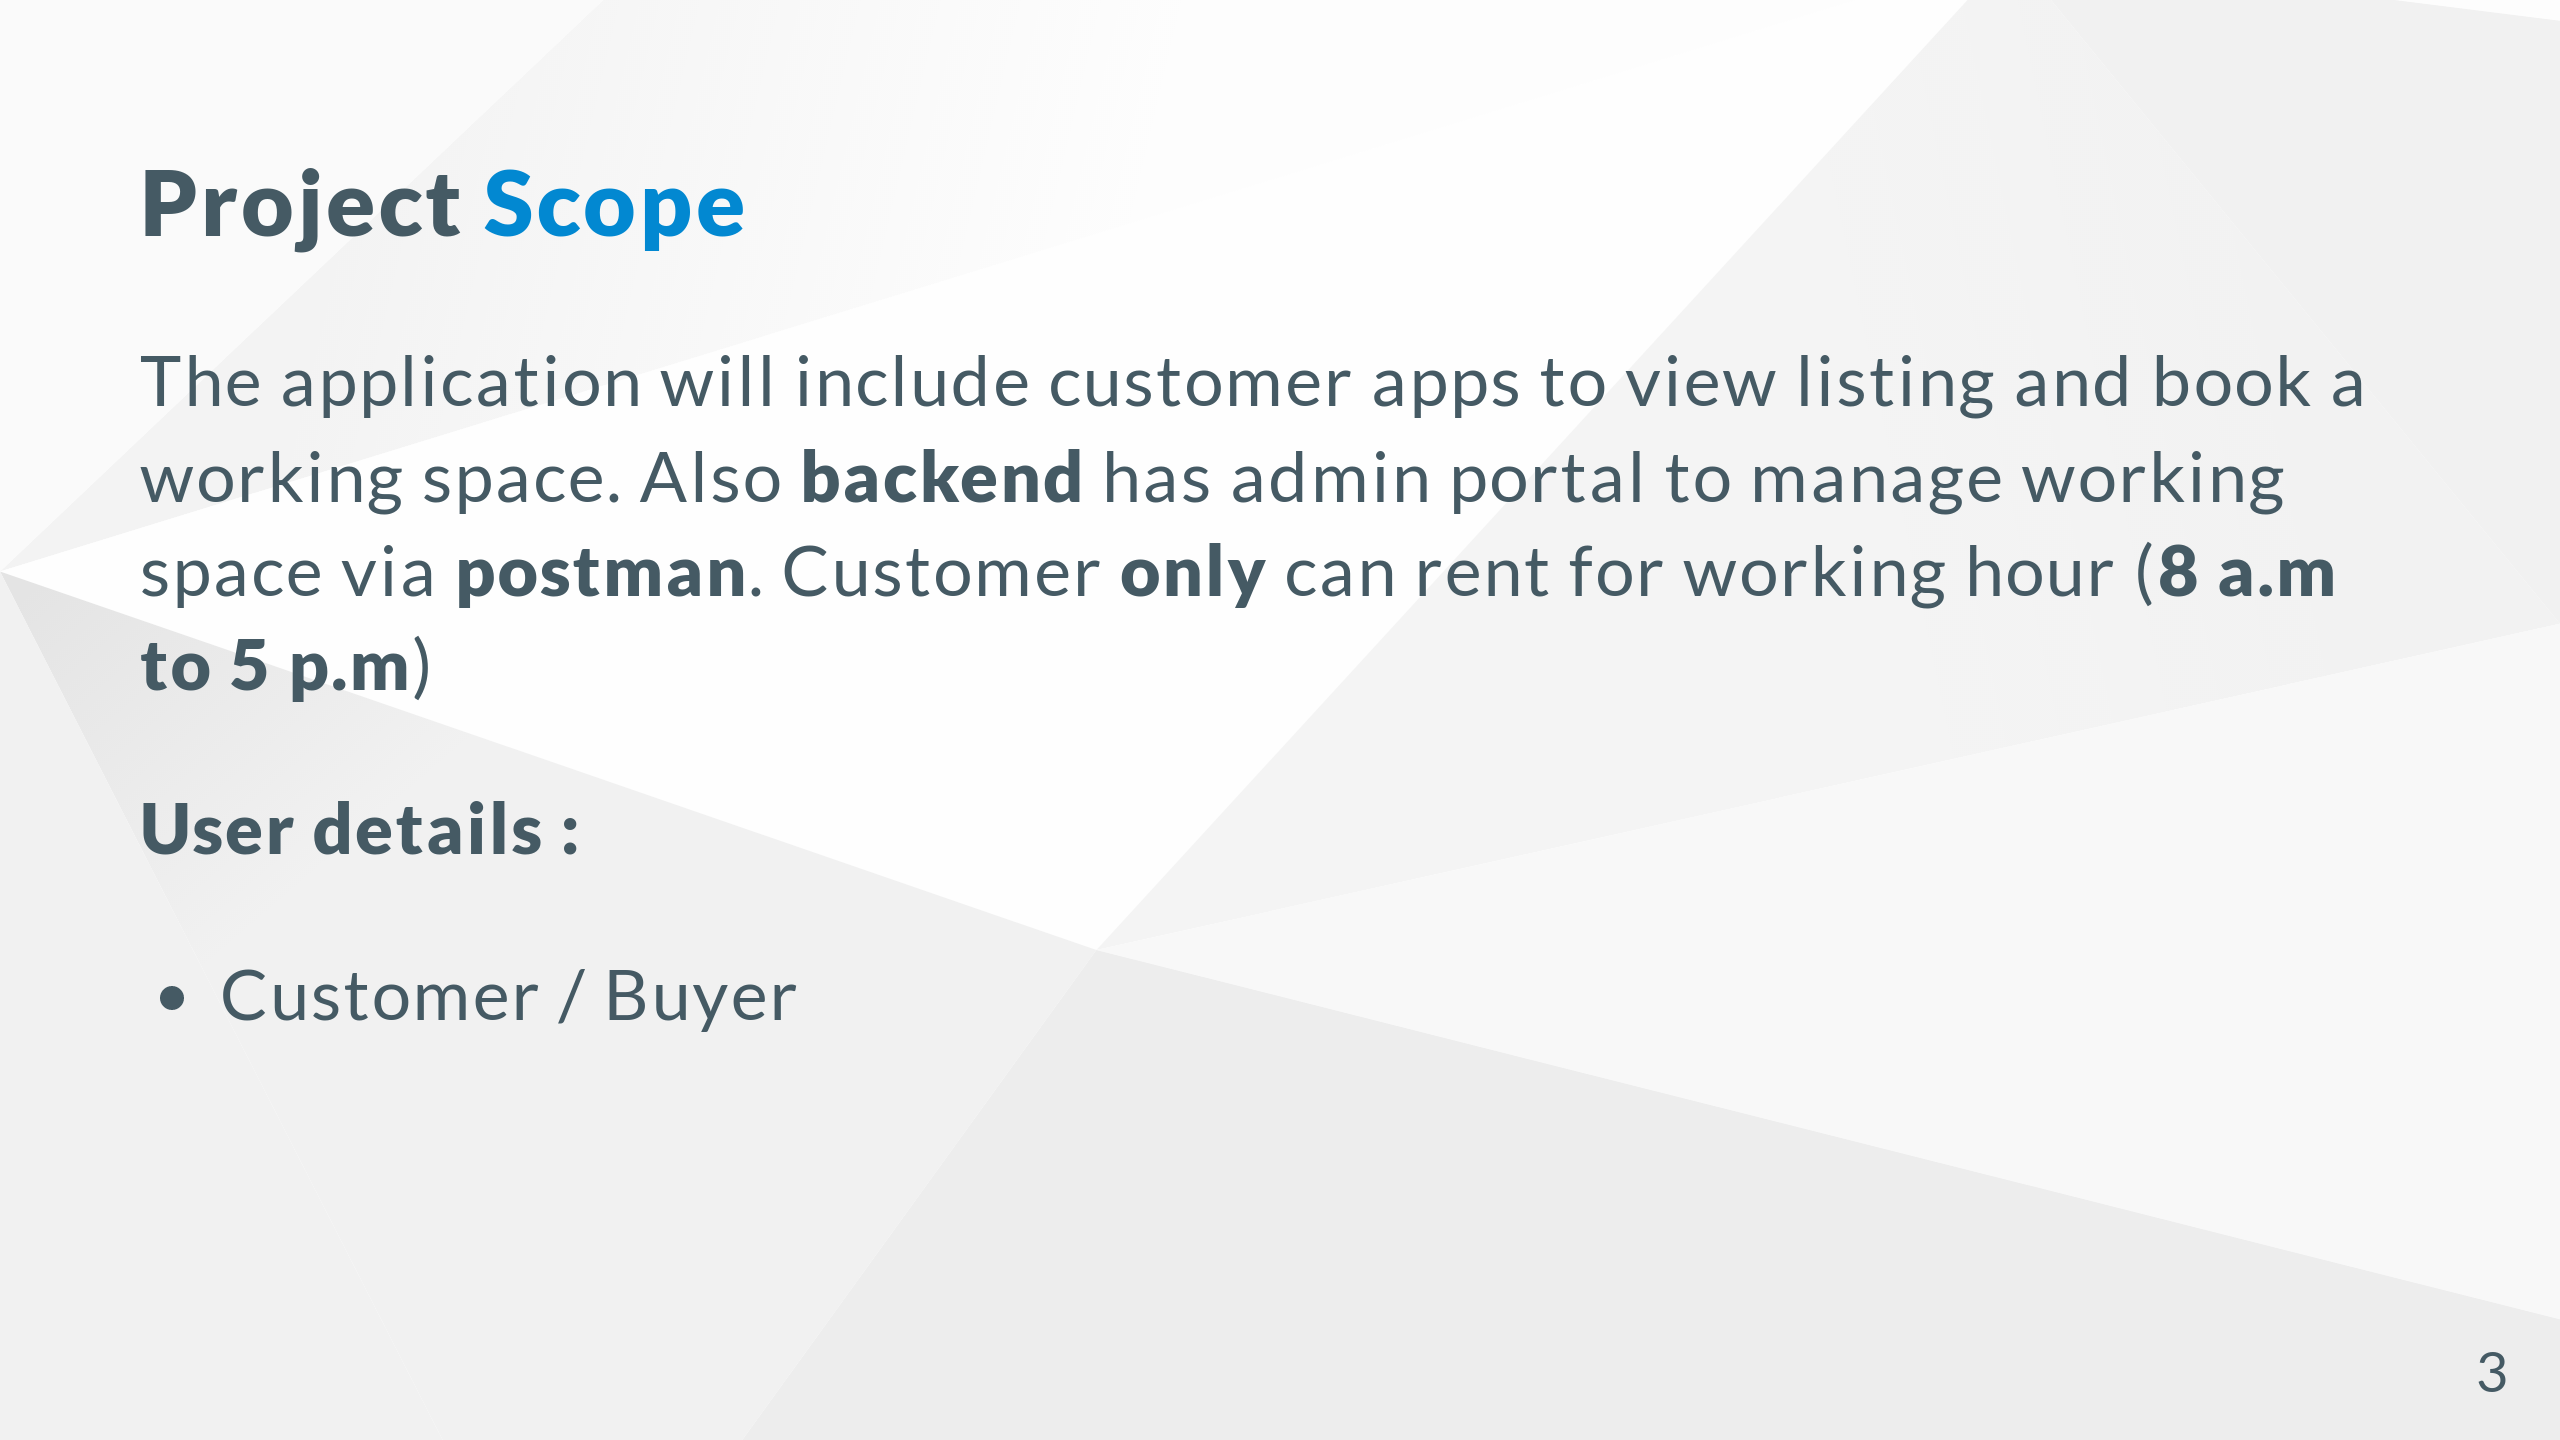 Project Scope
The application will include customer apps to view listing and book a
working space. Also backend has admin portal to manage working
space via postman. Customer only can rent for working hour (8 a.m
to 5 p.m)
User details :
• Customer / Buyer
3